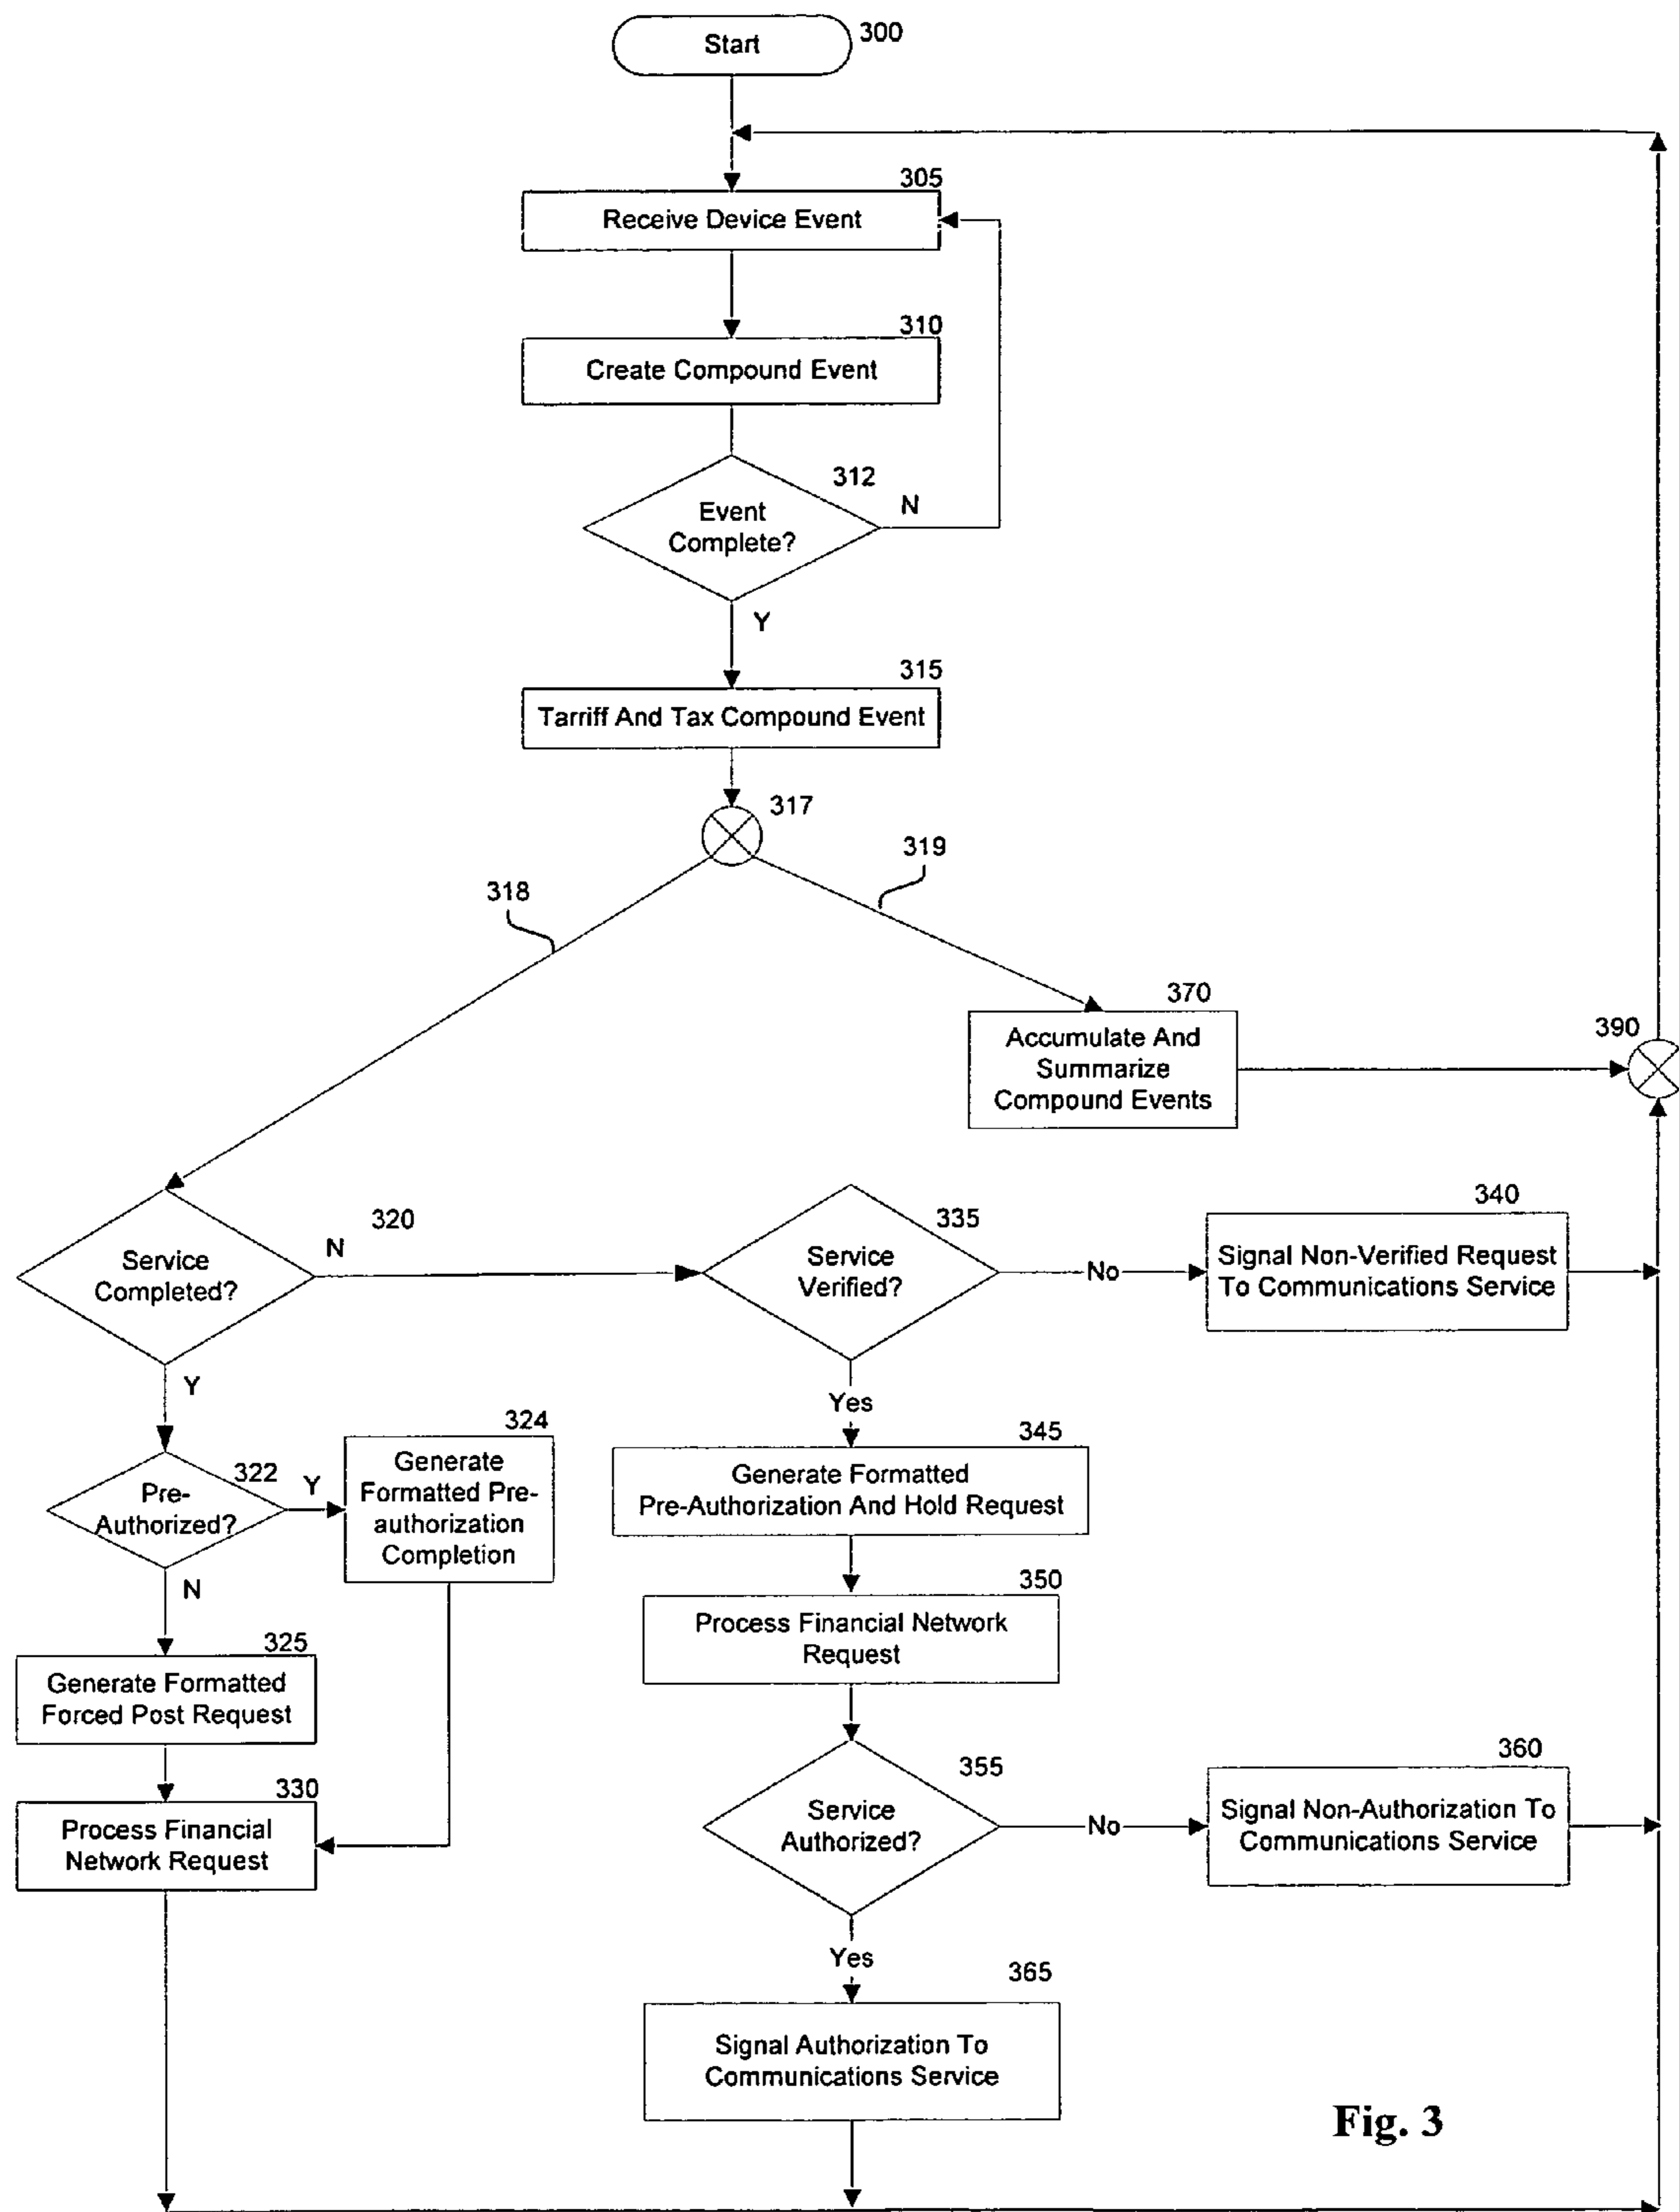 Start
300
305
Receive Device Event
310
Create Compound Event
312
Event
Complete?
N
Y
315
Tarriff And Tax Compound Event
317
319
318
370
Accumulate And
Summarize
Compound Events
390
320
Service
Completed?
N
335
Service
Verified?
No
340
Signal Non-Verified Request
To Communications Service
Y
Yes
322
Pre-
Authorized?
Y
324
Generate
Formatted Pre-
authorization
Completion
345
Generate Formatted
Pre-Authorization And Hold Request
N
350
Process Financial Network
Request
325
Generate Formatted
Forced Post Request
330
Process Financial
Network Request
355
Service
Authorized?
No
360
Signal Non-Authorization To
Communications Service
Yes
365
Signal Authorization To
Communications Service
Fig. 3